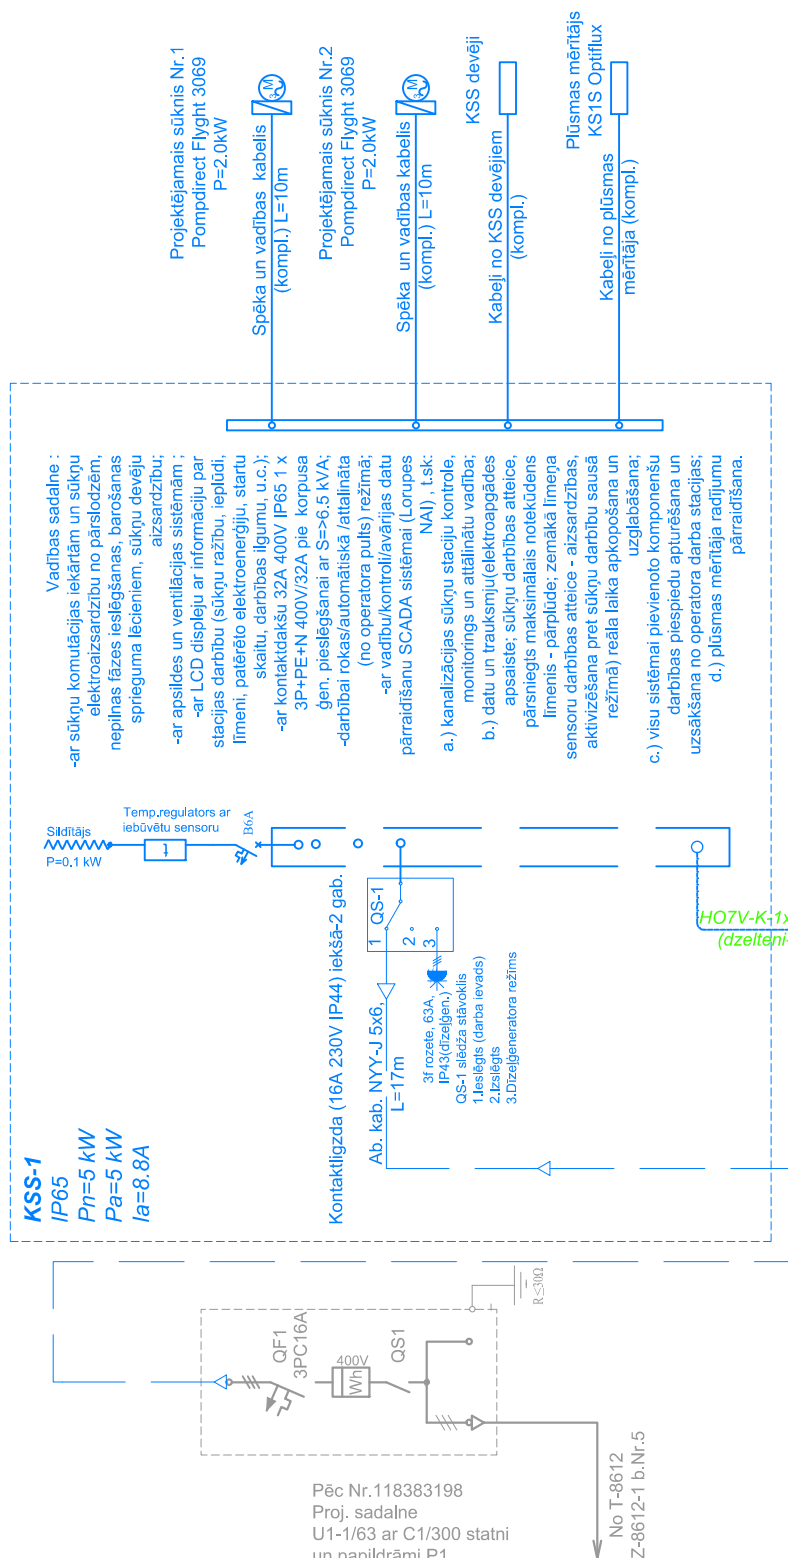 Projektējamais sūknis Nr.1
Pompdirect Flyght 3069
P=2.0kW
M
3
Spēka un vadības kabelis
(kompl.) L=10m
Projektējamais sūknis Nr.2
Pompdirect Flyght 3069
P=2.0kW
M
3
Spēka un vadības kabelis
(kompl.) L=10m
KSS devēji
Kabeļi no KSS devējiem
(kompl.)
Plūsmas mērītājs
KS1S Optiflux
Kabeļi no plūsmas
mērītāja (kompl.)
Vadības sadalne :
-ar sūkņu komutācijas iekārtām un sūkņu
elektroaizsardzību no pārslodzēm,
nepilnas fāzes ieslēgšanas, barošanas
sprieguma lēcieniem, sūkņu devēju
aizsardzību;
-ar apsildes un ventilācijas sistēmām ;
-ar LCD displeju ar informāciju par
stacijas darbību (sūkņu ražību, ieplūdi,
līmeni, patērēto elektroenerģiju, startu
skaitu, darbības ilgumu, u.c.);
-ar kontaktdakšu 32A 400V IP65 1 x
3P+PE+N 400V/32A pie korpusa
ģen. pieslēgšanai ar S=>6.5 kVA;
-darbībai rokas/automātiskā /attalināta
(no operatora pults) režīmā;
-ar vadību/kontroli/avārijas datu
pārraidīšanu SCADA sistēmai (Lorupes
NAI) , t.sk:
a.) kanalizācijas sūkņu staciju kontrole,
monitorings un attālinātu vadība;
b.) datu un trauksmju(elektroapgādes
apsaiste; sūkņu darbības atteice,
pārsniegts maksimālais notekūdens
līmenis - pārplūde; zemākā līmeņa
sensoru darbības atteice - aizsardzības,
aktivizēšana pret sūkņu darbību sausā
režīmā) reāla laika apkopošana un
uzglabāšana;
c.) visu sistēmai pievienoto komponenšu
darbības piespiedu apturēšana un
uzsākšana no operatora darba stacijas;
d.) plūsmas mērītāja radījumu
pārraidīšana.
Sildītājs
P=0.1 kW
Temp.regulators ar
iebūvētu sensoru
t
B6A
QS-1
1
2
3
HO7V-K-1x
(dzelteni-
Kontaktligzda (16A 230V IP44) iekšā-2 gab.
Ab. kab. NYY-J 5x6,
L=17m
3f rozete, 63A,
IP43(dīzeļģen.)
QS-1 slēdža stāvoklis
1.Ieslēgts (darba ievads)
2.Izslēgts
3.Dīzeļģeneratora režīms
KSS-1
IP65
Pn=5 kW
Pa=5 kW
Ia=8.8A
R≤30Ω
QF1
3PC16A
400V
Wh
QS1
Pēc Nr.118383198
Proj. sadalne
U1-1/63 ar C1/300 statni
un papildrāmi P1
No T-8612
Z-8612-1 b.Nr.5